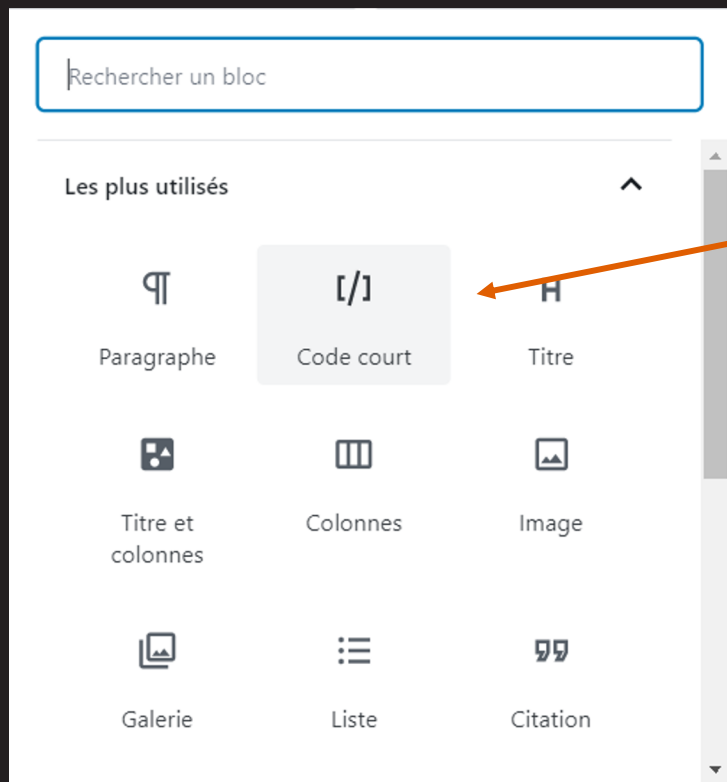 Rechercher un bloc
Les plus utilisés
[/]
Paragraphe
Code court
Titre
Titre et
colonnes
Colonnes
Image
Galerie
Liste
Citation